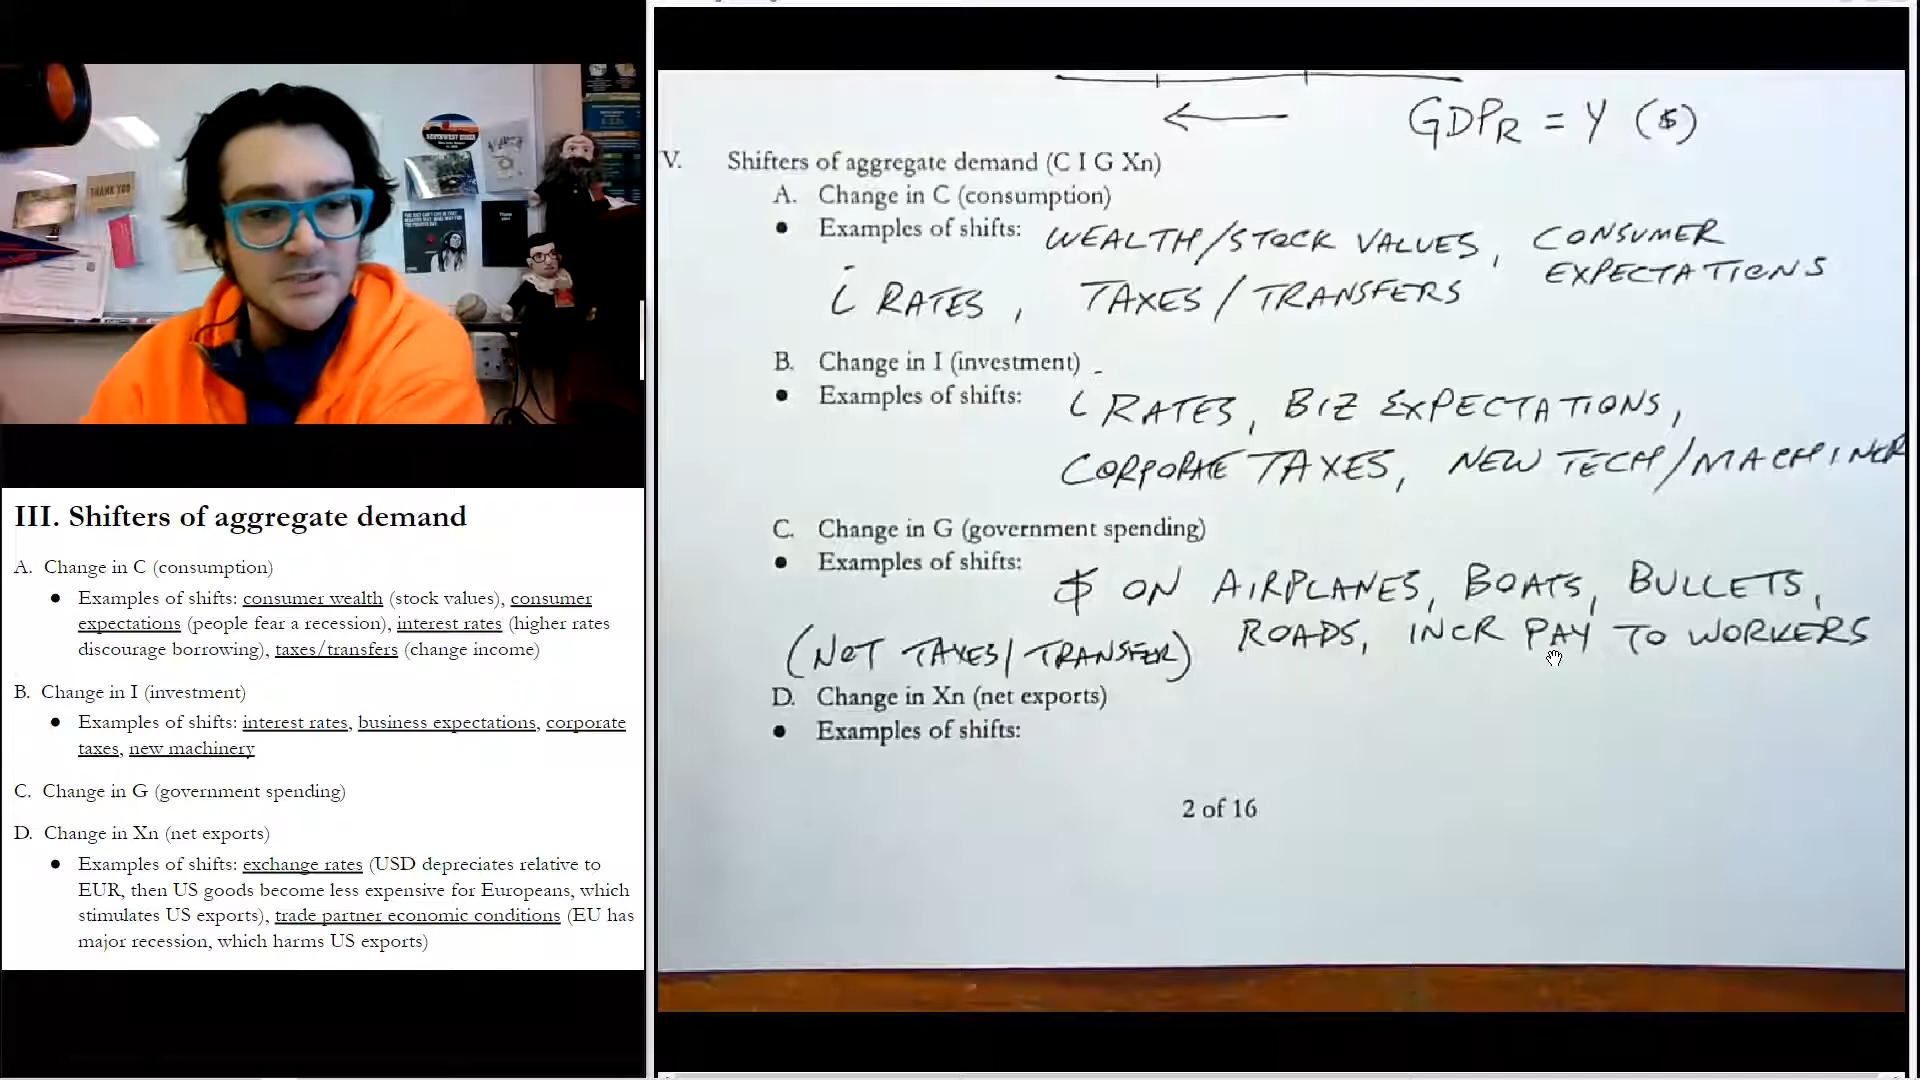 SOUTHWEST
THANK YOU
III. Shifters of aggregate demand
A. Change in C (consumption)
● Examples of shifts: consumer wealth (stock values), consumer
expectations (people fear a recession), interest rates (higher rates
discourage borrowing), taxes/transfers (change income)
B. Change in I (investment)
● Examples of shifts: interest rates, business expectations, corporate
taxes, new machinery
C. Change in G (government spending)
D. Change in Xn (net exports)
● Examples of shifts: exchange rates (USD depreciates relative to
EUR, then US goods become less expensive for Europeans, which
stimulates US exports), trade partner economic conditions (EU has
major recession, which harms US exports)
GDPR = Y ($)
V. Shifters of aggregate demand (C I G Xn)
A. Change in C (consumption)
● Examples of shifts: WEALTH/STOCK VALUES, CONSUMER
EXPECTATIONS
i RATES, TAXES/TRANSFERS
B. Change in I (investment)
● Examples of shifts: i RATES, BIZ EXPECTATIONS,
CORPORATE TAXES, NEW TECH/MACHINER
C. Change in G (government spending)
● Examples of shifts: $ ON AIRPLANES, BOATS, BULLETS,
(NOT TAXES/TRANSFER) ROADS, INCR PAY TO WORKERS
D. Change in Xn (net exports)
● Examples of shifts:
2 of 16